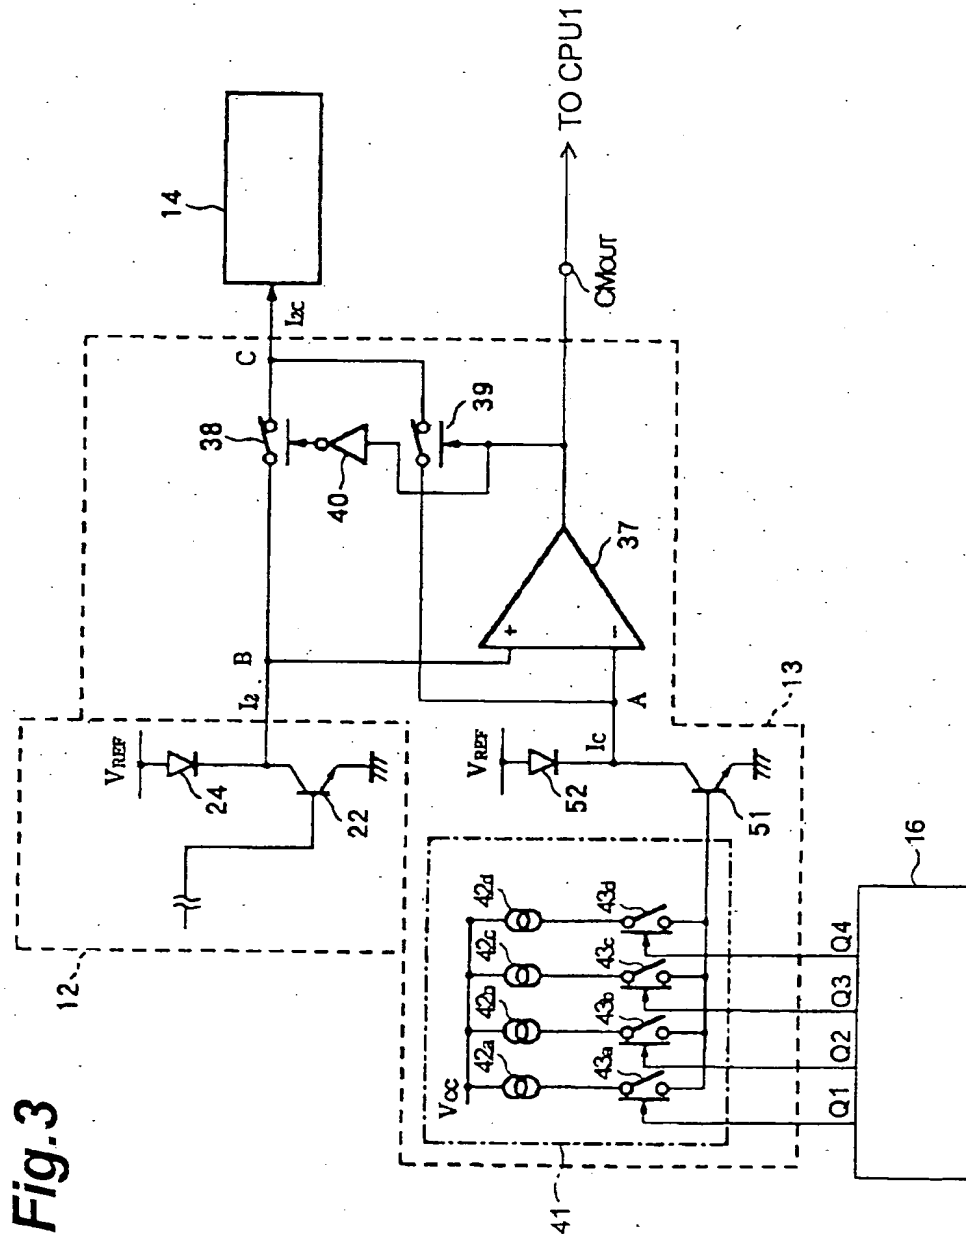 Fig.3
14
TO CPU1
CMOUT
I2C
C
38
39
40
37
B
A
I2
IC
13
VREF
24
22
12
VREF
52
51
42a
42b
42c
42d
43a
43b
43c
43d
Vcc
41
Q1
Q2
Q3
Q4
16
+
−